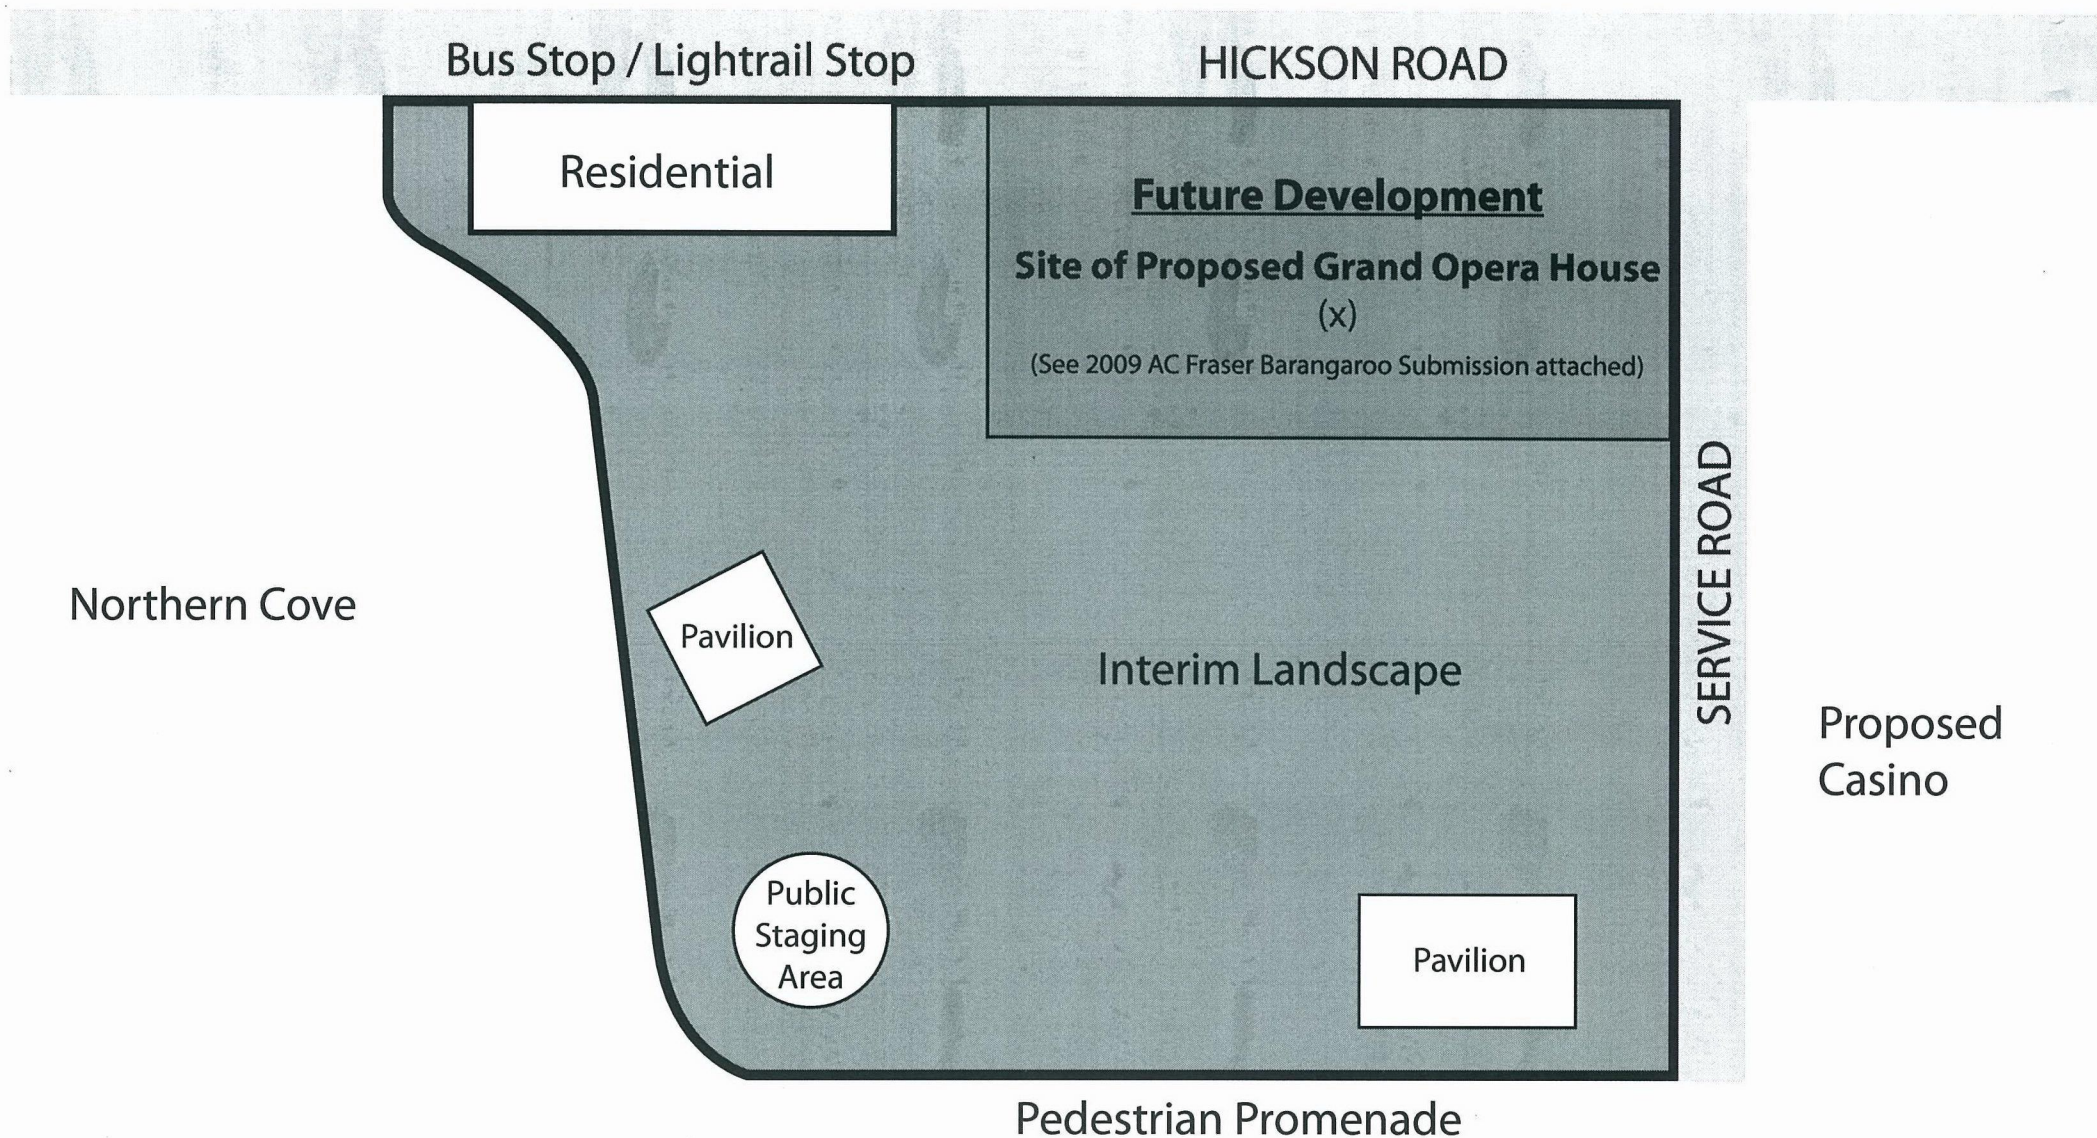 Bus Stop / Lightrail Stop
HICKSON ROAD
Residential
Future Development
Site of Proposed Grand Opera House
(x)
(See 2009 AC Fraser Barangaroo Submission attached)
SERVICE ROAD
Northern Cove
Pavilion
Interim Landscape
Proposed
Casino
Public
Staging
Area
Pavilion
Pedestrian Promenade